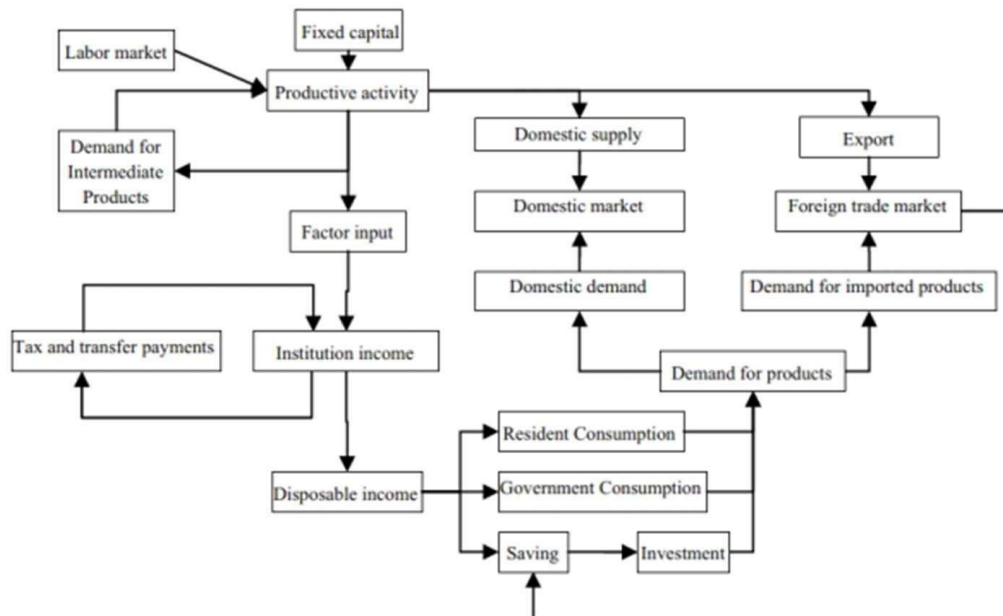 Fixed capital
Labor market
Productive activity
Domestic supply
Export
Demand for
Intermediate
Products
Domestic market
Foreign trade market
Factor input
Domestic demand
Demand for imported products
Tax and transfer payments
Institution income
Demand for products
Resident Consumption
Disposable income
Government Consumption
Saving
Investment